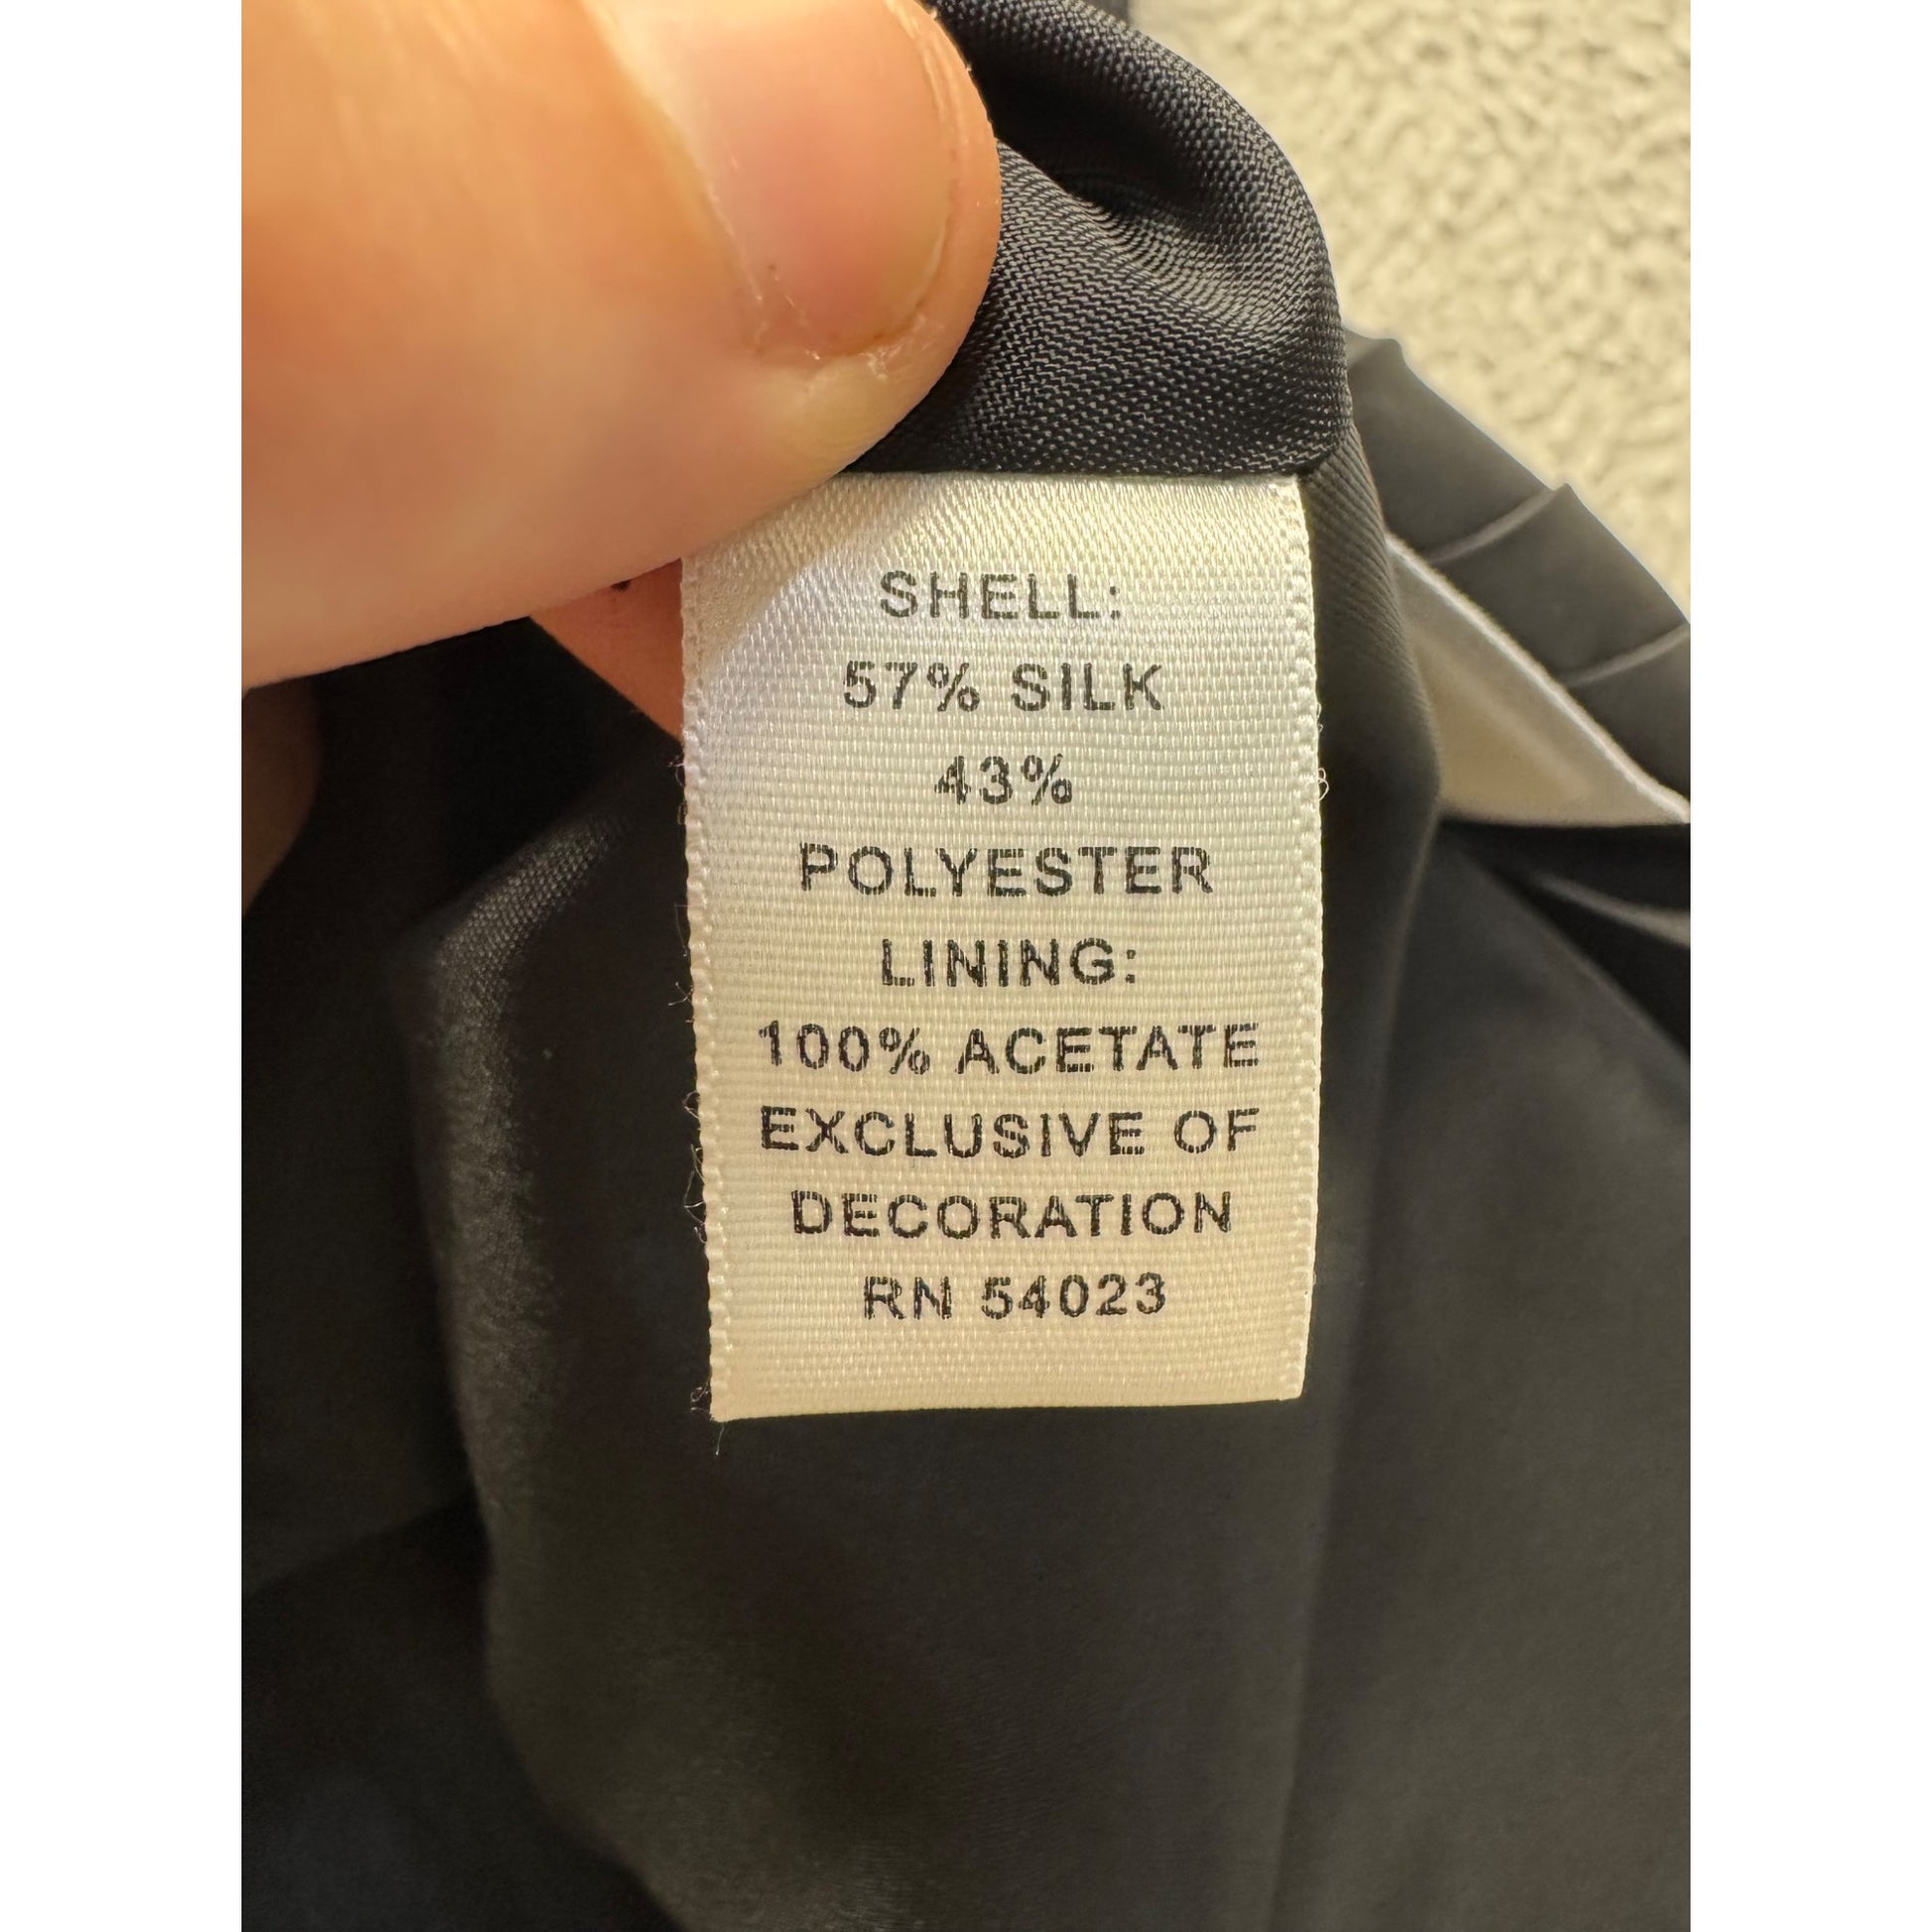 SHELL:
57% SILK
43%
POLYESTER
LINING:
100% ACETATE
EXCLUSIVE OF
DECORATION
RN 54023